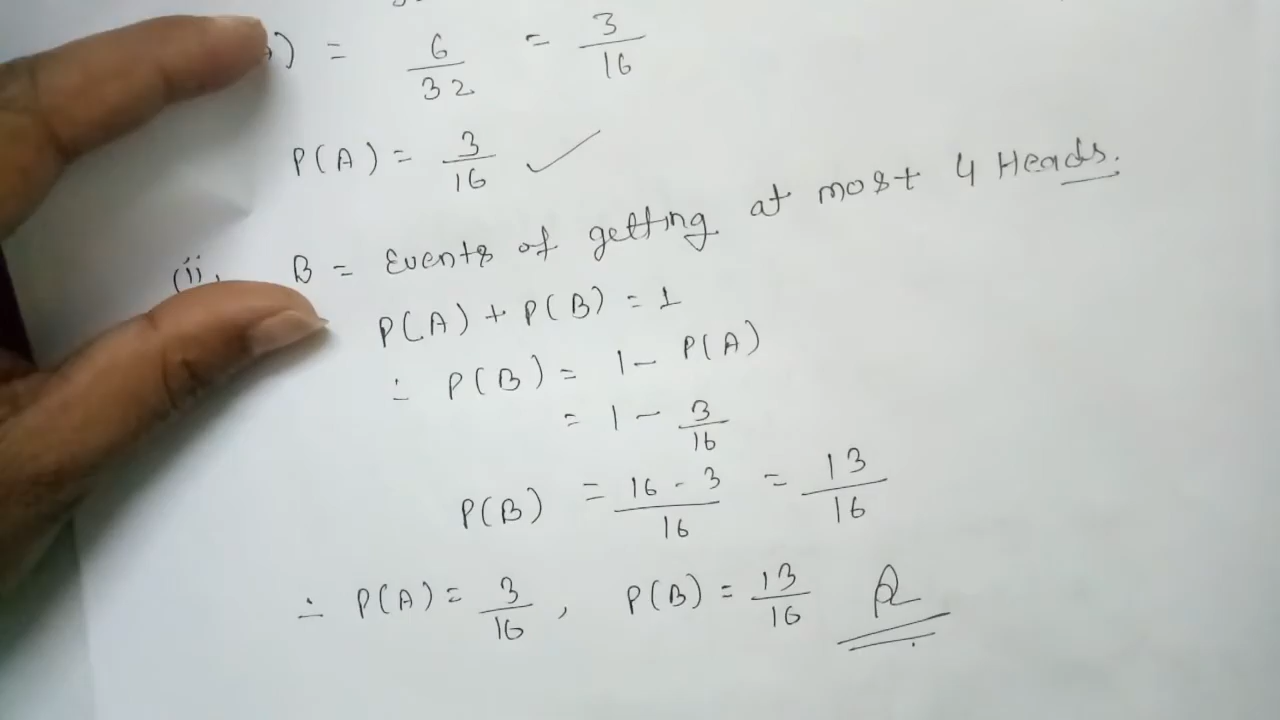 ) = 6/32 = 3/16
P(A) = 3/16 ✓
(ii, B = Events of getting at most 4 Heads.
P(A) + P(B) = 1
∴ P(B) = 1 - P(A)
= 1 - 3/16
P(B) = 16 - 3/16 = 13/16
∴ P(A) = 3/16, P(B) = 13/16